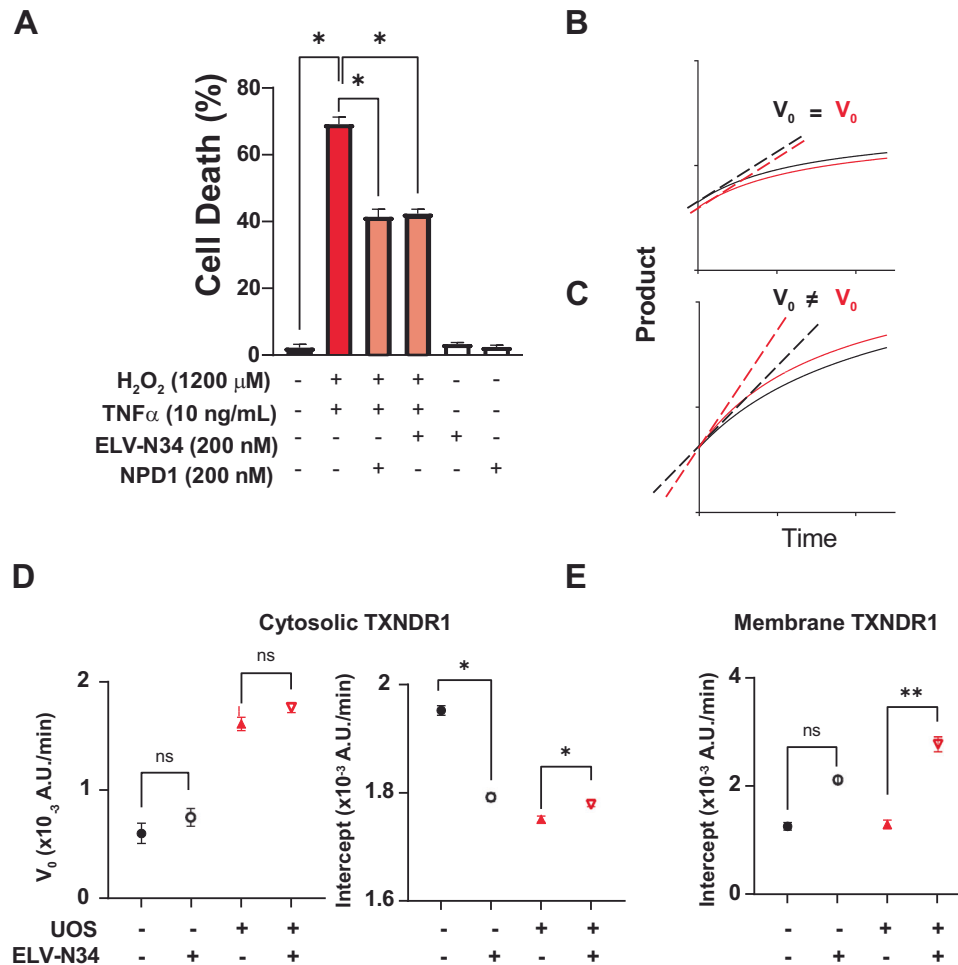 A
Cell Death (%)
80
60
40
20
0
*
*
*
H₂O₂ (1200 μM) - + + + - -
TNFα (10 ng/mL) - + + + - -
ELV-N34 (200 nM) - - - + + -
NPD1 (200 nM) - - + - - +
B
V₀ = V₀
C
V₀ ≠ V₀
Product
Time
D
Cytosolic TXNDR1
V₀ (x10⁻³ A.U./min)
2
1
0
ns
ns
Intercept (x10⁻³ A.U./min)
2
1.8
1.6
*
*
UOS - - + + - - + +
ELV-N34 - + - + - + - +
E
Membrane TXNDR1
Intercept (x10⁻³ A.U./min)
4
2
0
ns
**
- - + +
- + - +